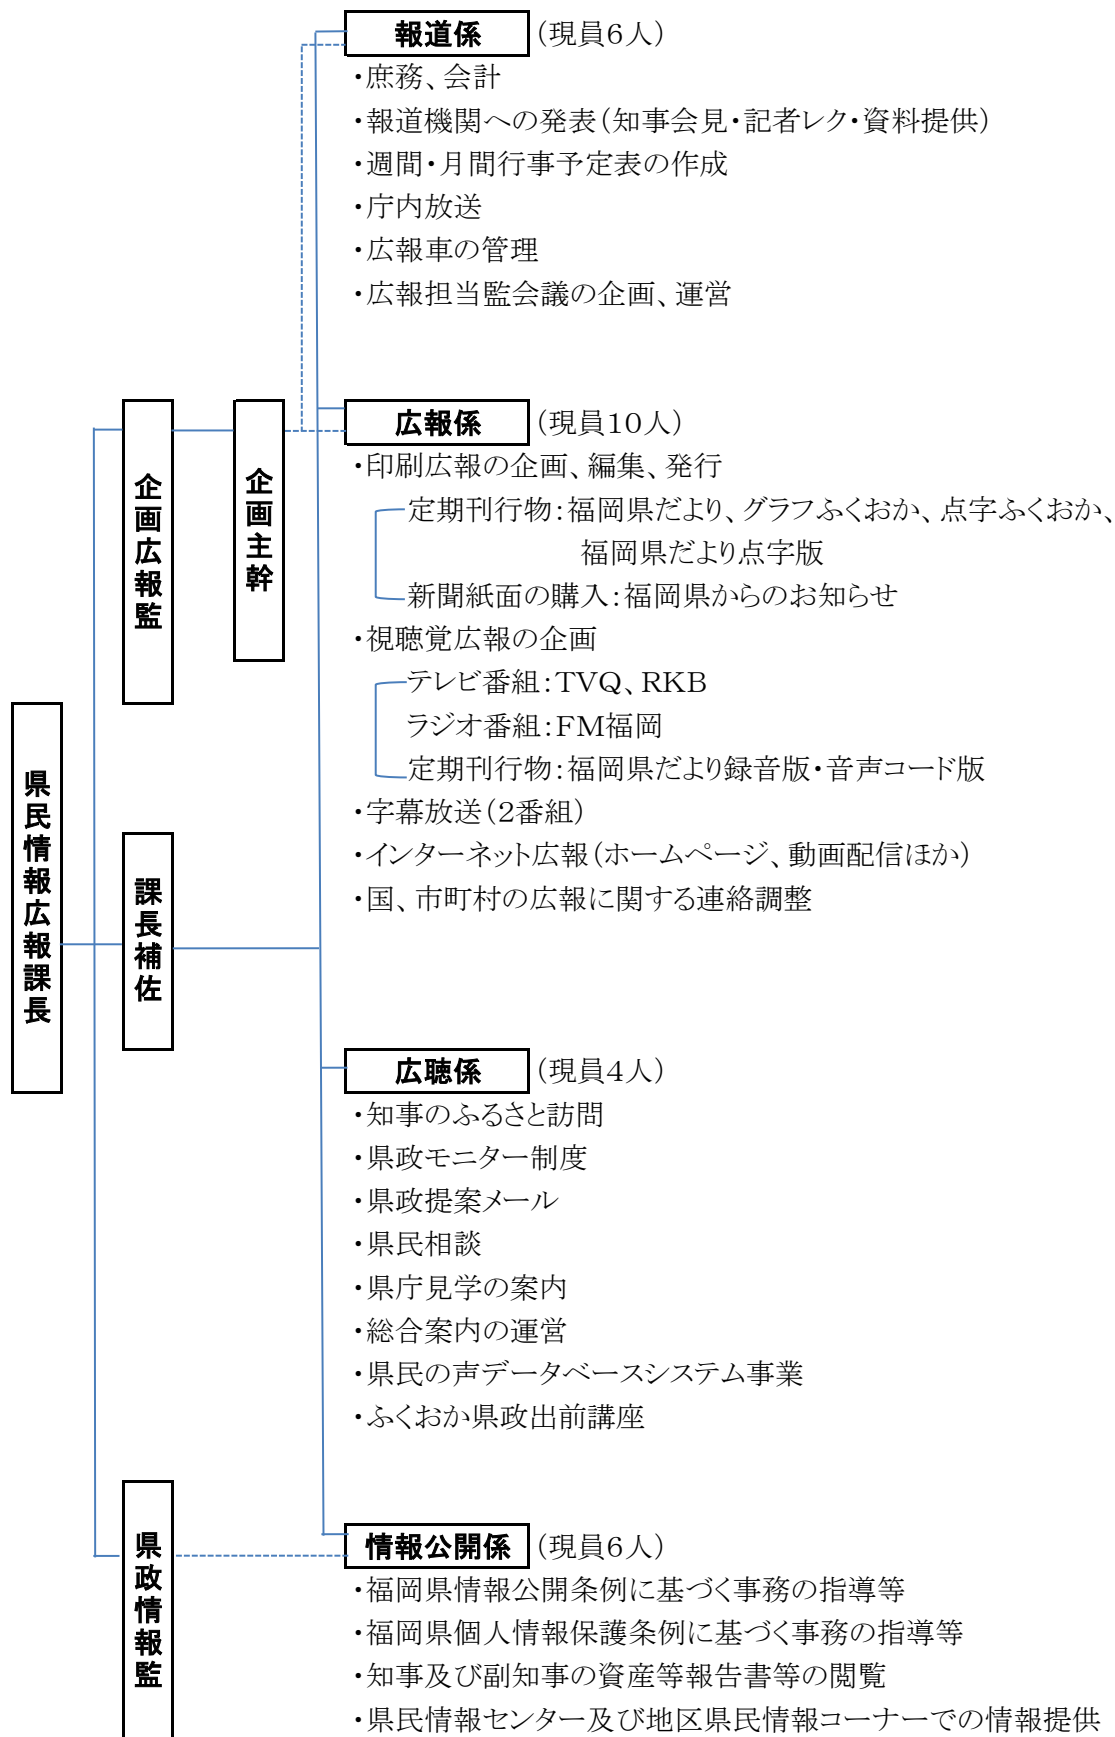 県民情報広報課長
企画広報監
企画主幹
課長補佐
県政情報監
報道係（現員6人）
・庶務、会計
・報道機関への発表（知事会見・記者レク・資料提供）
・週間・月間行事予定表の作成
・庁内放送
・広報車の管理
・広報担当監会議の企画、運営
広報係（現員10人）
・印刷広報の企画、編集、発行
定期刊行物：福岡県だより、グラフふくおか、点字ふくおか、
福岡県だより点字版
新聞紙面の購入：福岡県からのお知らせ
・視聴覚広報の企画
テレビ番組：TVQ、RKB
ラジオ番組：FM福岡
定期刊行物：福岡県だより録音版・音声コード版
・字幕放送（2番組）
・インターネット広報（ホームページ、動画配信ほか）
・国、市町村の広報に関する連絡調整
広聴係（現員4人）
・知事のふるさと訪問
・県政モニター制度
・県政提案メール
・県民相談
・県庁見学の案内
・総合案内の運営
・県民の声データベースシステム事業
・ふくおか県政出前講座
情報公開係（現員6人）
・福岡県情報公開条例に基づく事務の指導等
・福岡県個人情報保護条例に基づく事務の指導等
・知事及び副知事の資産等報告書等の閲覧
・県民情報センター及び地区県民情報コーナーでの情報提供